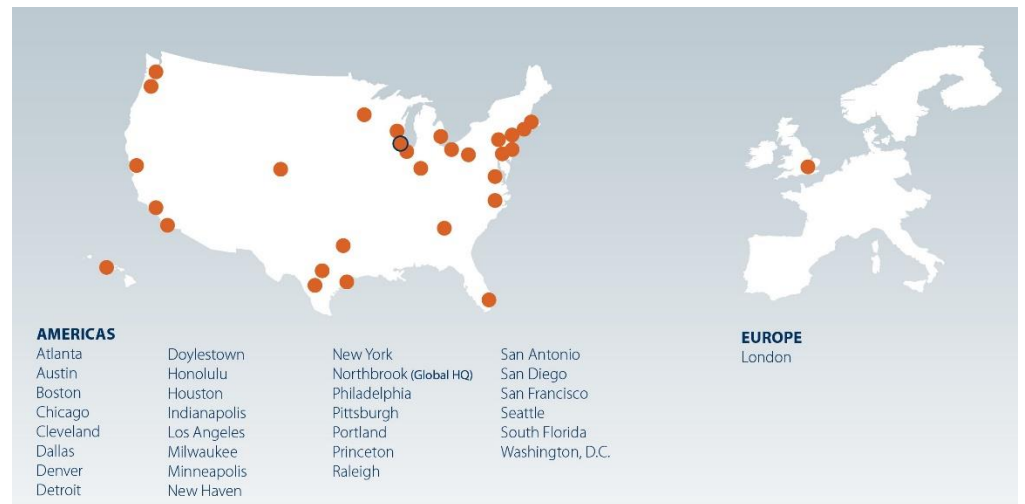 AMERICAS
Atlanta
Austin
Boston
Chicago
Cleveland
Dallas
Denver
Detroit
Doylestown
Honolulu
Houston
Indianapolis
Los Angeles
Milwaukee
Minneapolis
New Haven
New York
Northbrook (Global HQ)
Philadelphia
Pittsburgh
Portland
Princeton
Raleigh
San Antonio
San Diego
San Francisco
Seattle
South Florida
Washington, D.C.
EUROPE
London